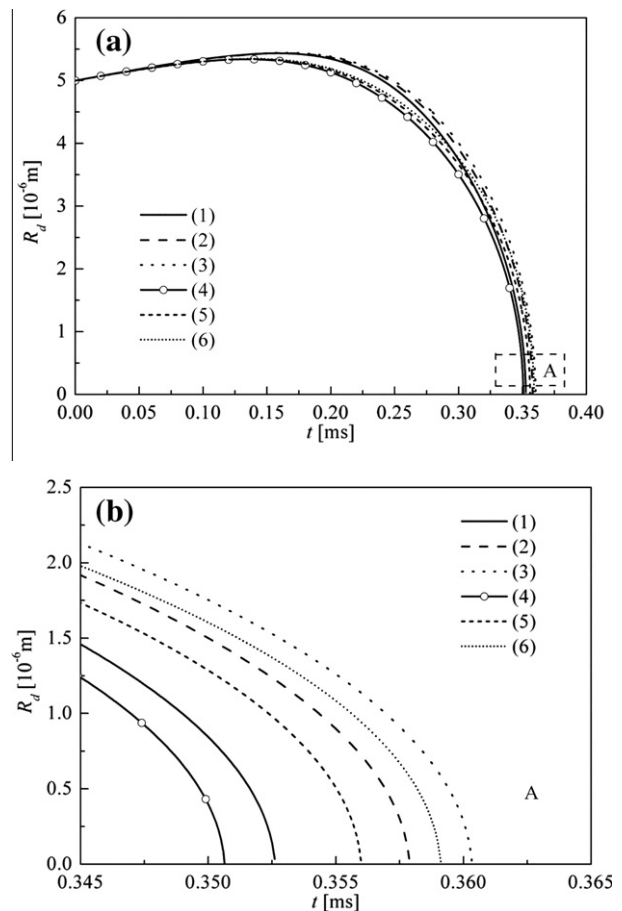 (a)
6
5
4
3
2
1
0
R_d [10^-6 m]
(1)
(2)
(3)
(4)
(5)
(6)
A
0.00 0.05 0.10 0.15 0.20 0.25 0.30 0.35 0.40
t [ms]
(b)
2.5
2.0
1.5
1.0
0.5
0.0
R_d [10^-6 m]
(1)
(2)
(3)
(4)
(5)
(6)
A
0.345 0.350 0.355 0.360 0.365
t [ms]